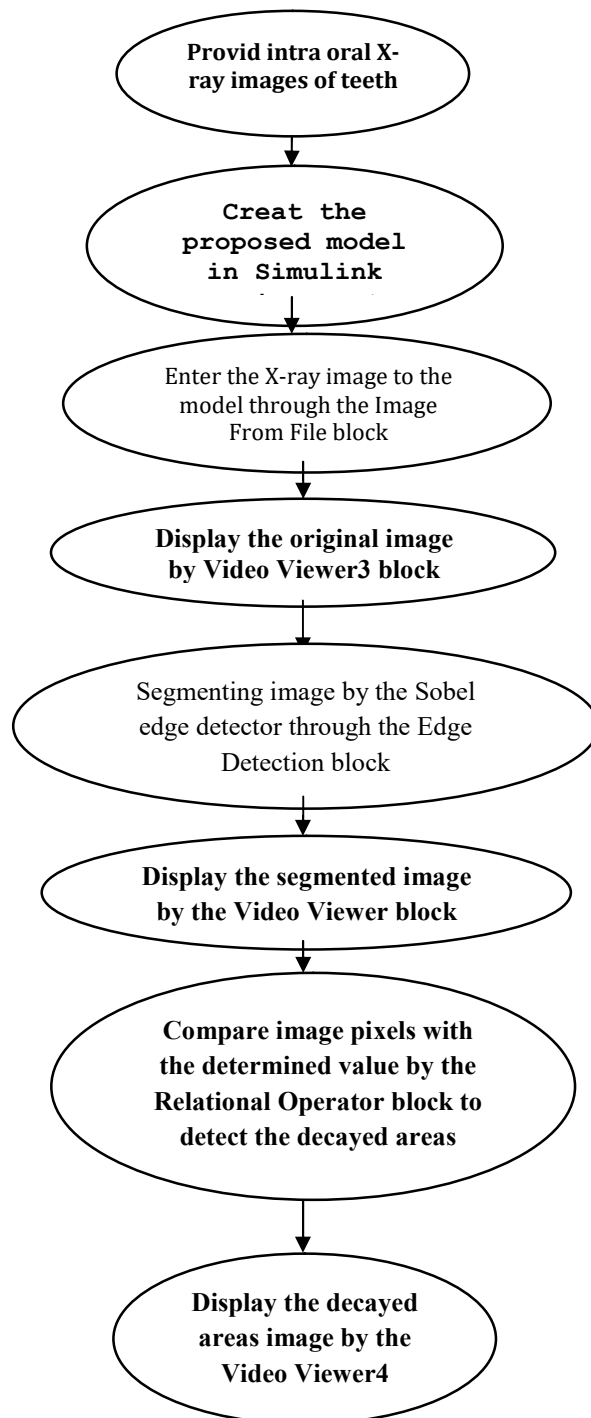 Provid intra oral X-
ray images of teeth
Creat the
proposed model
in Simulink
Enter the X-ray image to the
model through the Image
From File block
Display the original image
by Video Viewer3 block
Segmenting image by the Sobel
edge detector through the Edge
Detection block
Display the segmented image
by the Video Viewer block
Compare image pixels with
the determined value by the
Relational Operator block to
detect the decayed areas
Display the decayed
areas image by the
Video Viewer4